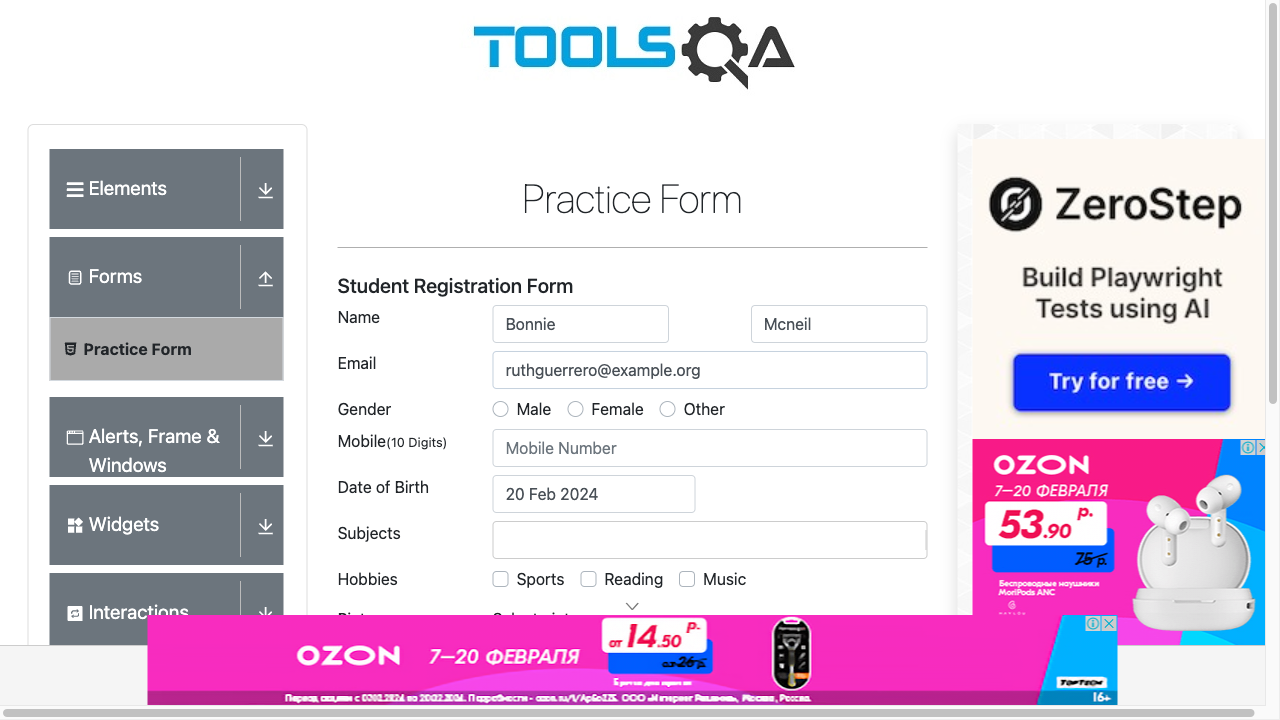 TOOLSQA
Elements
Forms
Practice Form
Alerts, Frame &
Windows
Widgets
Interactions
Practice Form
Student Registration Form
Name
Bonnie
Mcneil
Email
ruthguerrero@example.org
Gender
Male
Female
Other
Mobile(10 Digits)
Mobile Number
Date of Birth
20 Feb 2024
Subjects
Hobbies
Sports
Reading
Music
ZeroStep
Build Playwright
Tests using AI
Try for free →
OZON
7–20 ФЕВРАЛЯ
53.90 р.
75 р.
Беспроводные наушники
MoriPods ANC
OZON
7–20 ФЕВРАЛЯ
от 14.50 р.
от 26 р.
TOPTECH
16+